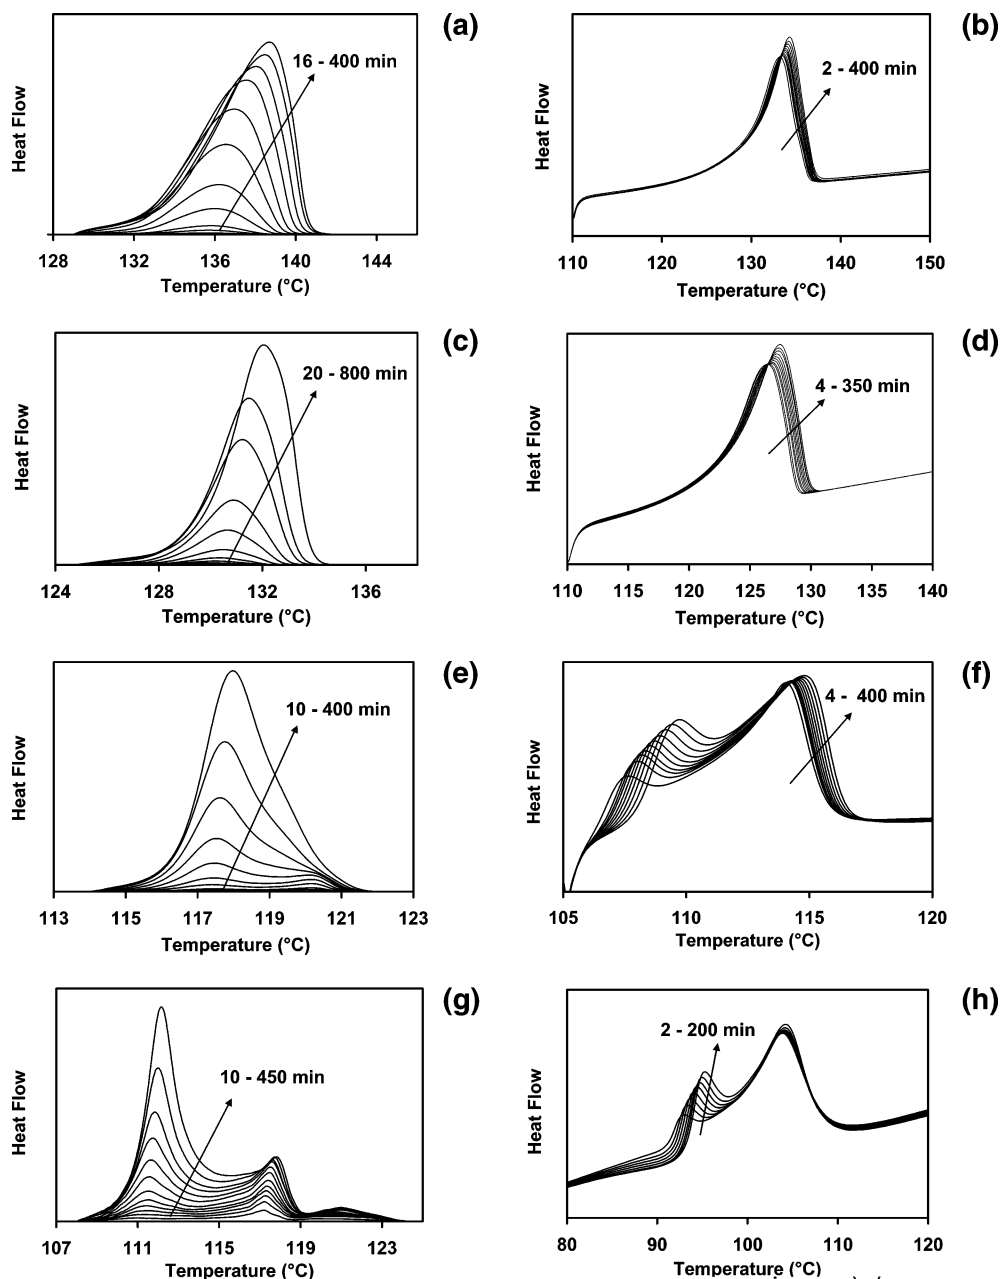 (a)
16 - 400 min
Heat Flow
128 132 136 140 144
Temperature (°C)
(b)
2 - 400 min
Heat Flow
110 120 130 140 150
Temperature (°C)
(c)
20 - 800 min
Heat Flow
124 128 132 136
Temperature (°C)
(d)
4 - 350 min
Heat Flow
110 115 120 125 130 135 140
Temperature (°C)
(e)
10 - 400 min
Heat Flow
113 115 117 119 121 123
Temperature (°C)
(f)
4 - 400 min
Heat Flow
105 110 115 120
Temperature (°C)
(g)
10 - 450 min
Heat Flow
107 111 115 119 123
Temperature (°C)
(h)
2 - 200 min
Heat Flow
80 90 100 110 120
Temperature (°C)